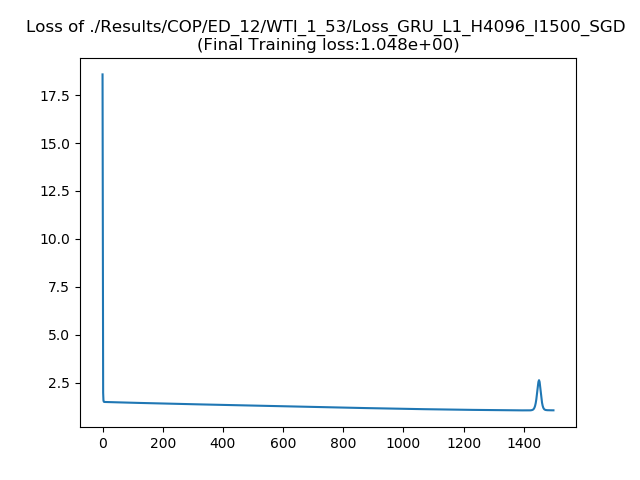 Loss of ./Results/COP/ED_12/WTI_1_53/Loss_GRU_L1_H4096_I1500_SGD
(Final Training loss:1.048e+00)
17.5
15.0
12.5
10.0
7.5
5.0
2.5
0 200 400 600 800 1000 1200 1400